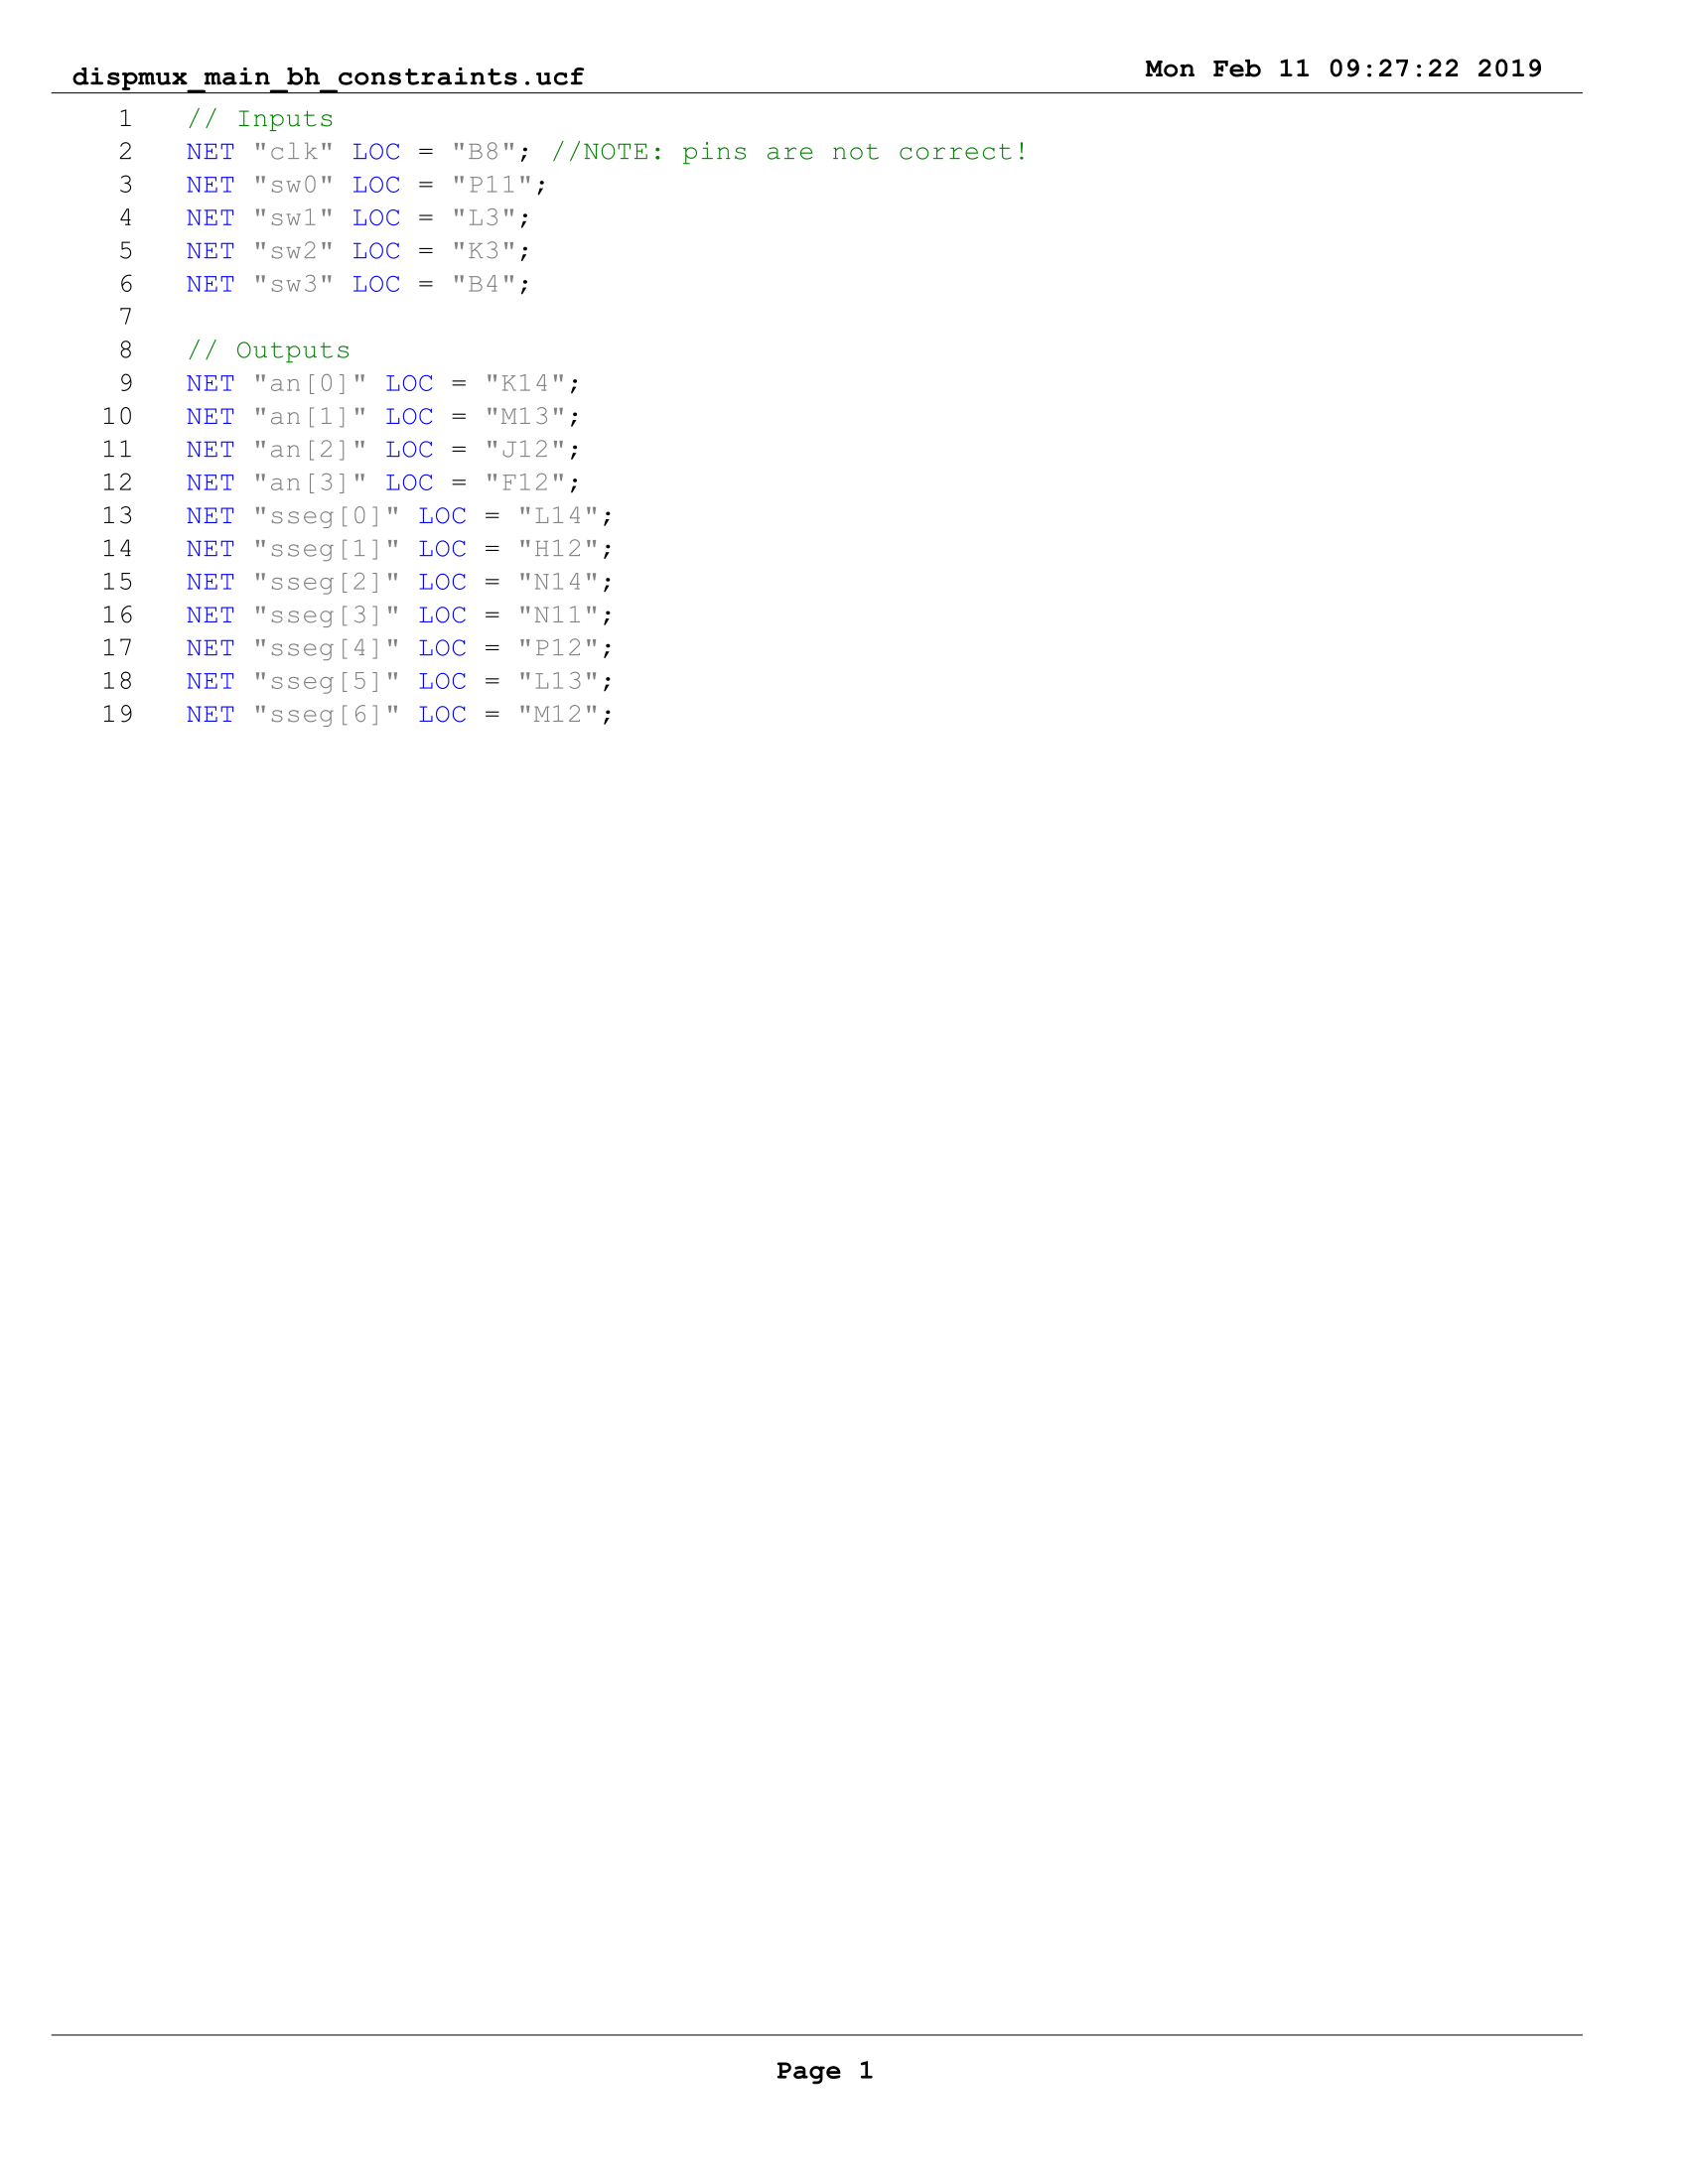 dispmux_main_bh_constraints.ucf Mon Feb 11 09:27:22 2019
1 // Inputs
2 NET "clk" LOC = "B8"; //NOTE: pins are not correct!
3 NET "sw0" LOC = "P11";
4 NET "sw1" LOC = "L3";
5 NET "sw2" LOC = "K3";
6 NET "sw3" LOC = "B4";
7
8 // Outputs
9 NET "an[0]" LOC = "K14";
10 NET "an[1]" LOC = "M13";
11 NET "an[2]" LOC = "J12";
12 NET "an[3]" LOC = "F12";
13 NET "sseg[0]" LOC = "L14";
14 NET "sseg[1]" LOC = "H12";
15 NET "sseg[2]" LOC = "N14";
16 NET "sseg[3]" LOC = "N11";
17 NET "sseg[4]" LOC = "P12";
18 NET "sseg[5]" LOC = "L13";
19 NET "sseg[6]" LOC = "M12";
Page 1